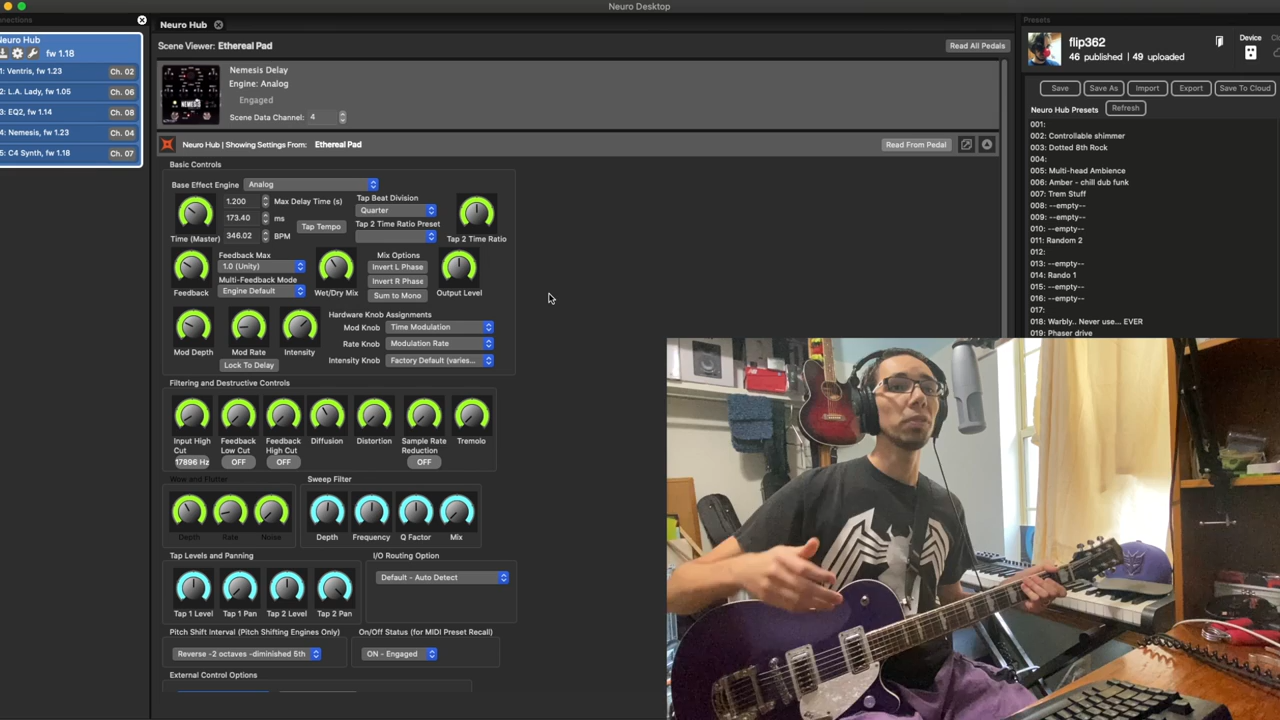 Neuro Desktop
nnections
Neuro Hub
fw 1.18
1: Ventris, fw 1.23 Ch. 02
2: L.A. Lady, fw 1.05 Ch. 06
3: EQ2, fw 1.14 Ch. 08
4: Nemesis, fw 1.23 Ch. 04
5: C4 Synth, fw 1.18 Ch. 07
Neuro Hub
Scene Viewer: Ethereal Pad Read All Pedals
Nemesis Delay
Engine: Analog
Engaged
Scene Data Channel: 4
NEMESIS
Neuro Hub | Showing Settings From: Ethereal Pad Read From Pedal
Basic Controls
Base Effect Engine Analog
1.200 Max Delay Time (s)
173.40 ms
346.02 BPM
Time (Master)
Tap Tempo
Tap Beat Division
Quarter
Tap 2 Time Ratio Preset
Tap 2 Time Ratio
Feedback
Feedback Max
1.0 (Unity)
Multi-Feedback Mode
Engine Default
Wet/Dry Mix
Mix Options
Invert L Phase
Invert R Phase
Sum to Mono
Output Level
Mod Depth
Mod Rate
Intensity
Lock To Delay
Hardware Knob Assignments
Mod Knob Time Modulation
Rate Knob Modulation Rate
Intensity Knob Factory Default (varies...
Filtering and Destructive Controls
Input High Cut
17896 Hz
Feedback Low Cut
OFF
Feedback High Cut
OFF
Diffusion
Distortion
Sample Rate Reduction
OFF
Tremolo
Wow and Flutter
Depth Rate Noise
Sweep Filter
Depth Frequency Q Factor Mix
Tap Levels and Panning
Tap 1 Level Tap 1 Pan Tap 2 Level Tap 2 Pan
I/O Routing Option
Default - Auto Detect
Pitch Shift Interval (Pitch Shifting Engines Only)
Reverse -2 octaves -diminished 5th
On/Off Status (for MIDI Preset Recall)
ON - Engaged
External Control Options
Presets
flip362
46 published | 49 uploaded
Device
Clo
Save Save As Import Export Save To Cloud
Neuro Hub Presets Refresh
001:
002: Controllable shimmer
003: Dotted 8th Rock
004:
005: Multi-head Ambience
006: Amber - chill dub funk
007: Trem Stuff
008: --empty--
009: --empty--
010: --empty--
011: Random 2
012:
013: --empty--
014: Rando 1
015: --empty--
016: --empty--
017:
018: Warbly.. Never use... EVER
019: Phaser drive